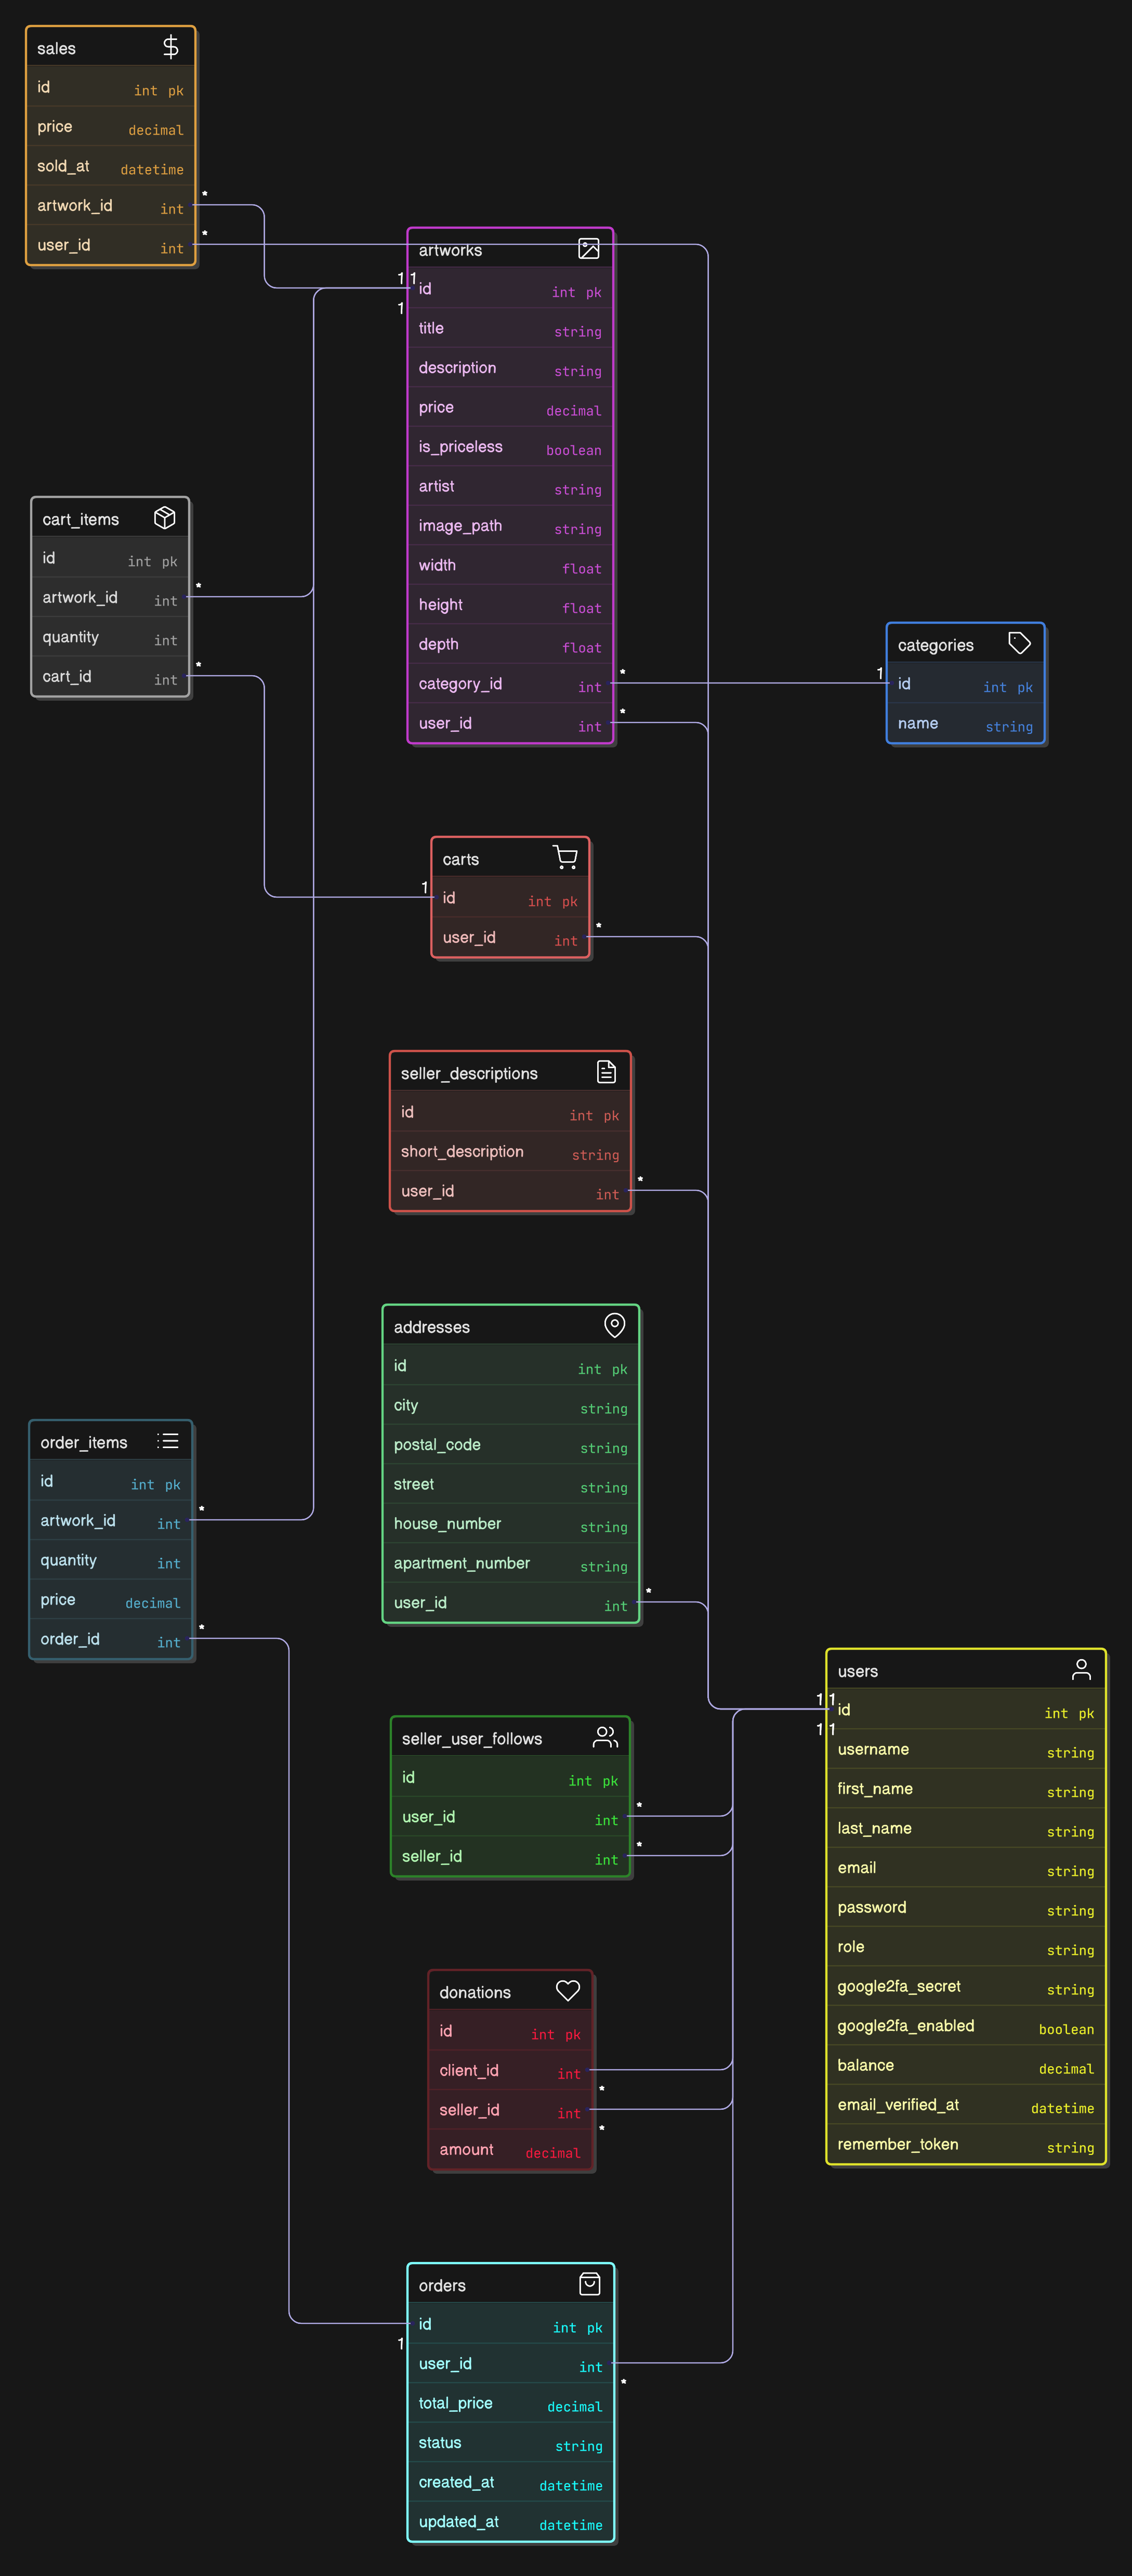 sales
id int pk
price decimal
sold_at datetime
artwork_id int *
user_id int *
artworks
1 1
id int pk
1
title string
description string
price decimal
is_priceless boolean
artist string
image_path string
width float
height float
depth float
category_id int *
user_id int *
cart_items
id int pk
artwork_id int *
quantity int
cart_id int *
categories
1
id int pk
name string
carts
1
id int pk
user_id int *
seller_descriptions
id int pk
short_description string
user_id int *
addresses
id int pk
city string
postal_code string
street string
house_number string
apartment_number string
user_id int *
order_items
id int pk
artwork_id int *
quantity int
price decimal
order_id int *
users
1 1
id int pk
1 1
username string
first_name string
last_name string
email string
password string
role string
google2fa_secret string
google2fa_enabled boolean
balance decimal
email_verified_at datetime
remember_token string
seller_user_follows
id int pk
user_id int *
seller_id int *
donations
id int pk
client_id int *
seller_id int *
amount decimal
orders
id int pk
1
user_id int *
total_price decimal
status string
created_at datetime
updated_at datetime